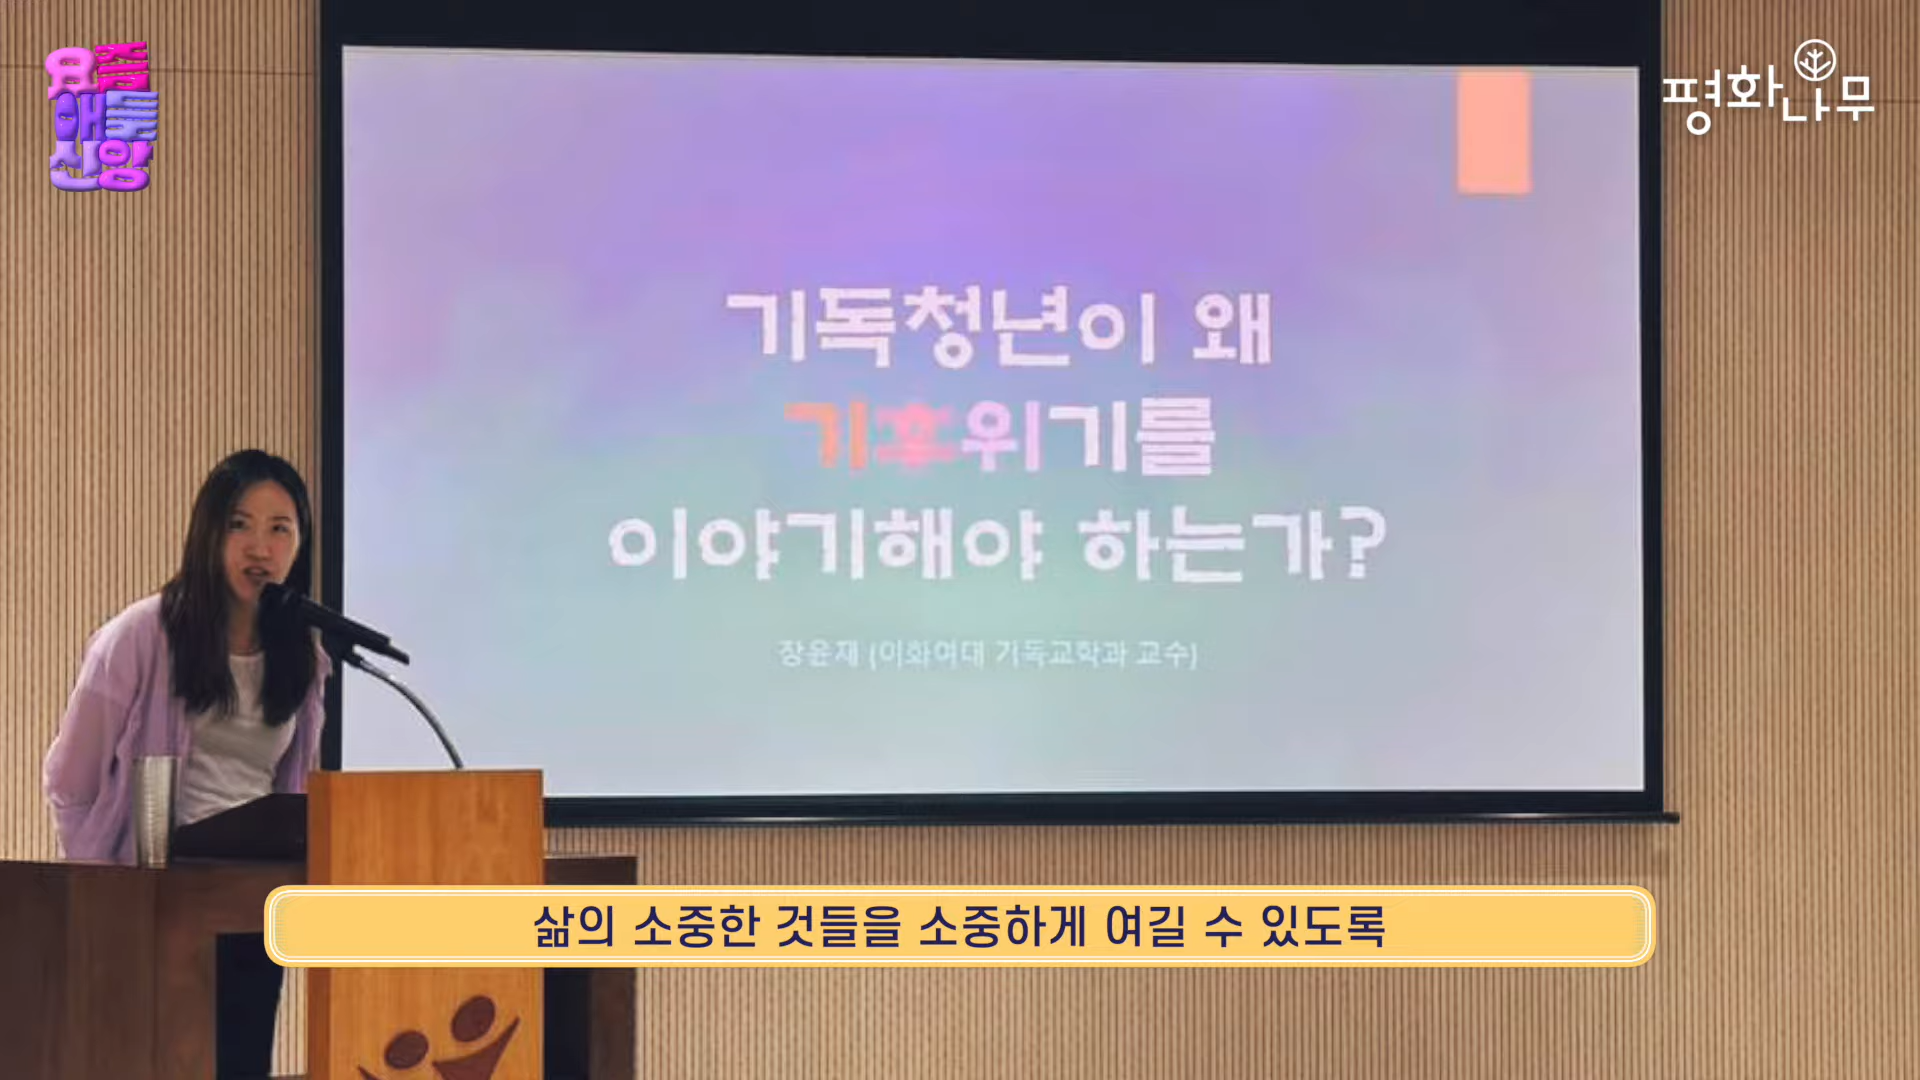 요즘
애들
신앙
평화나무
기독청년이 왜
기후위기를
이야기해야 하는가?
장윤재 (이화여대 기독교학과 교수)
삶의 소중한 것들을 소중하게 여길 수 있도록